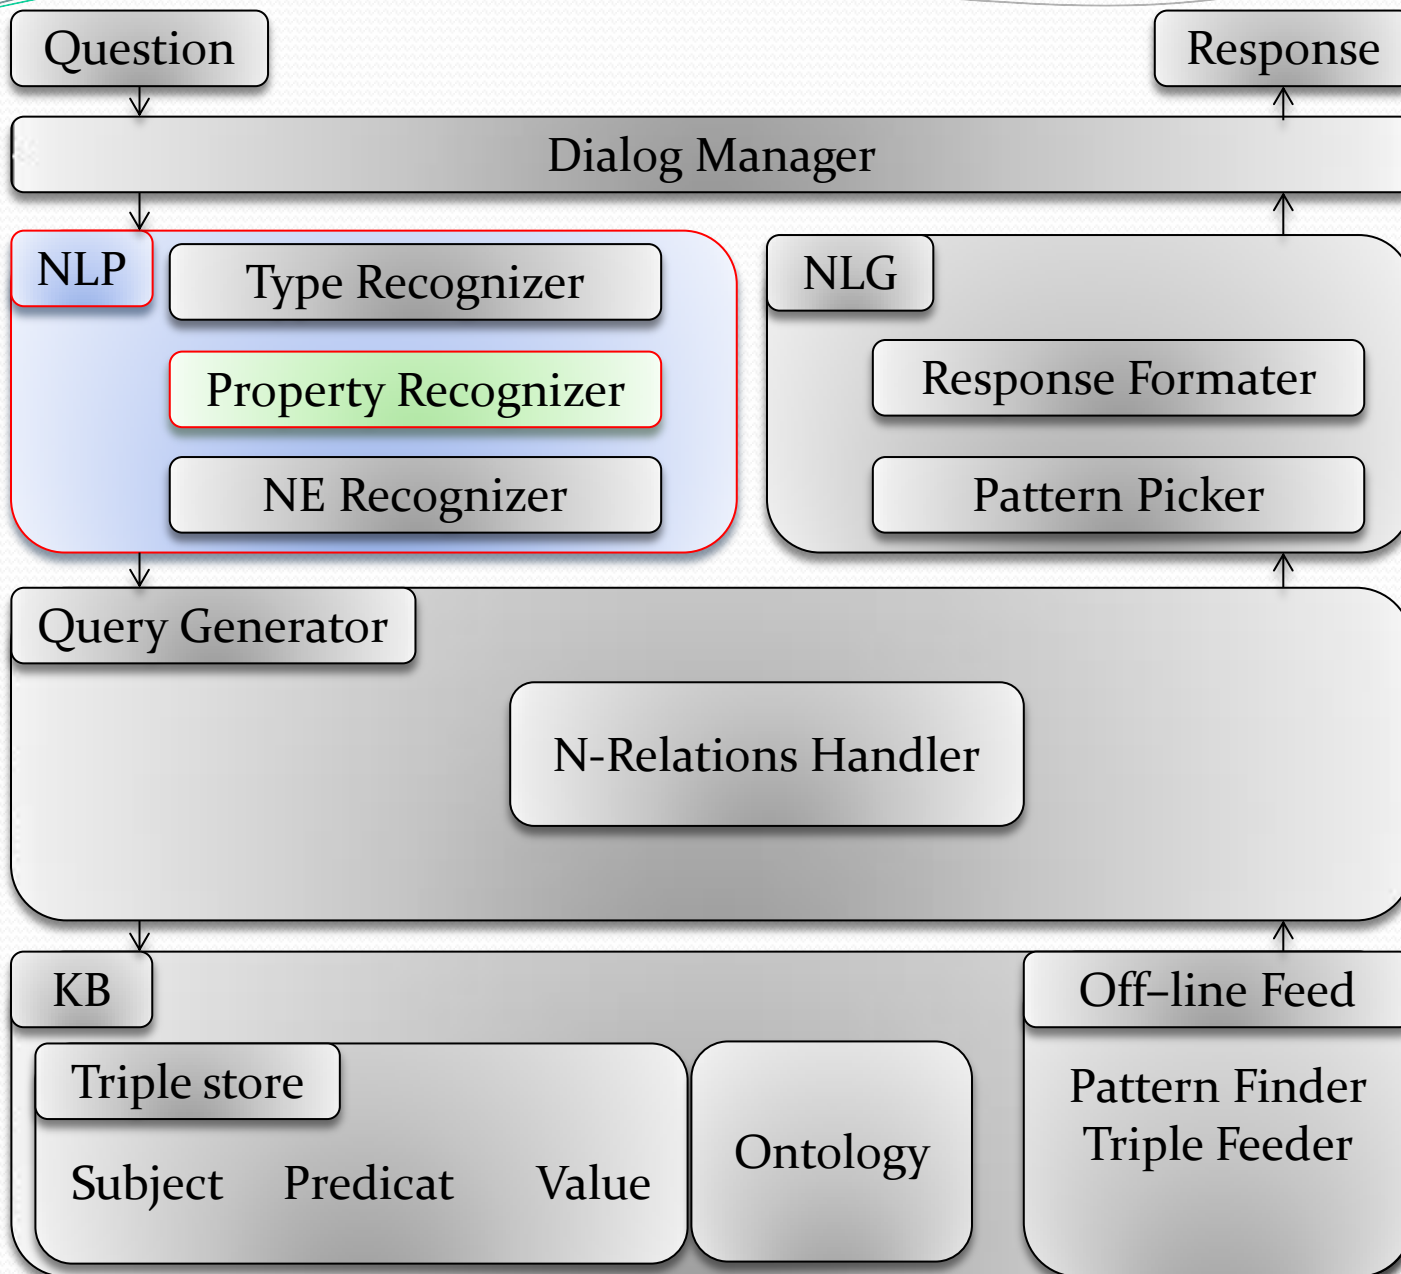 Question
Response
Dialog Manager
NLP
Type Recognizer
Property Recognizer
NE Recognizer
NLG
Response Formater
Pattern Picker
Query Generator
N-Relations Handler
KB
Triple store
Subject Predicat Value
Ontology
Off–line Feed
Pattern Finder
Triple Feeder